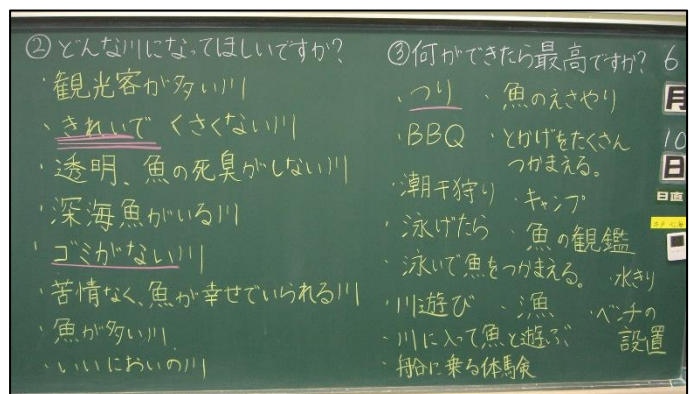 ②どんな川になってほしいですか?
・観光客が多い川
・きれいで くさくない川
・透明、魚の死臭がしない川
・深海魚がいる川
・ゴミがない川
・苦情なく、魚が幸せでいられる川
・魚が多い川
・いいにおいの川
③何ができたら最高ですか?
・つり ・魚のえさやり
・BBQ ・とかげをたくさん
つかまえる。
・潮干狩り ・キャンプ
・泳げたら ・魚の観鑑
・泳いで魚をつかまえる。 ・水きり
・川遊び ・漁 ・ベンチの
設置
・川に入って魚と遊ぶ
・船に乗る体験
6
月
10
日
日直